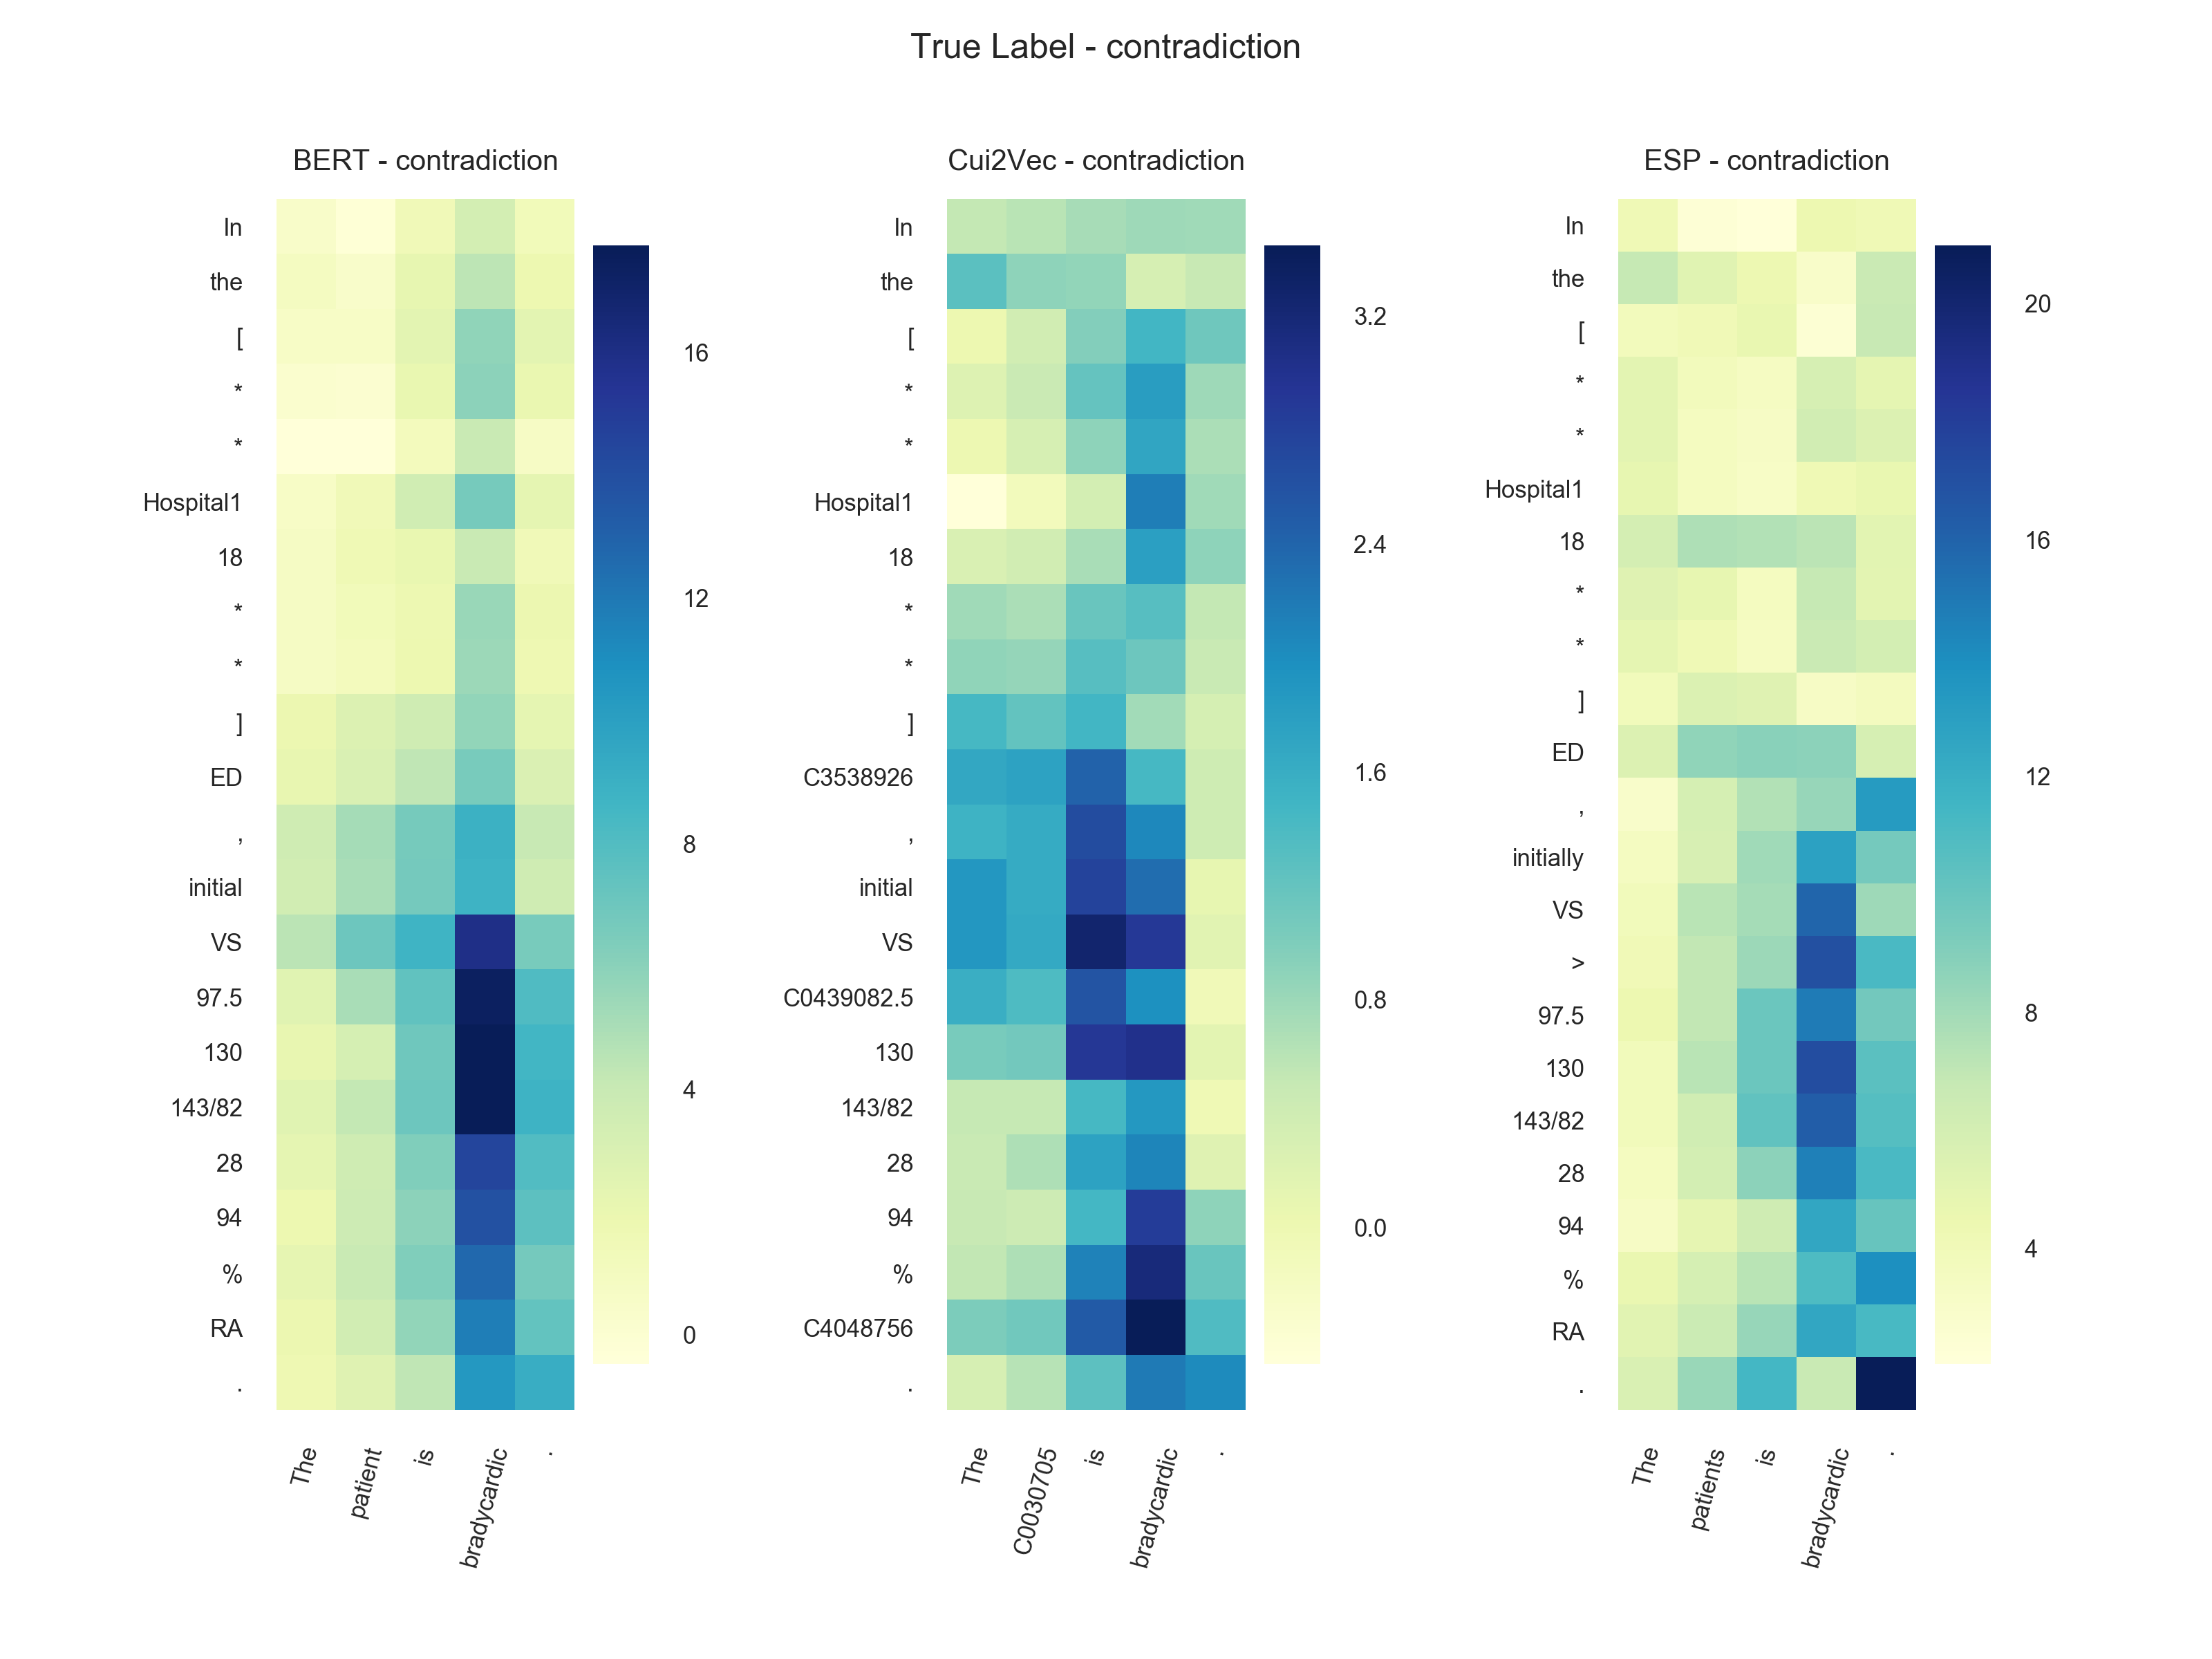 True Label - contradiction
BERT - contradiction
In
the
[
*
*
Hospital1
18
*
*
]
ED
,
initial
VS
97.5
130
143/82
28
94
%
RA
.
The
patient
is
bradycardic
.
16
12
8
4
0
Cui2Vec - contradiction
In
the
[
*
*
Hospital1
18
*
*
]
C3538926
,
initial
VS
C0439082.5
130
143/82
28
94
%
C4048756
.
The
C0030705
is
bradycardic
.
3.2
2.4
1.6
0.8
0.0
ESP - contradiction
In
the
[
*
*
Hospital1
18
*
*
]
ED
,
initially
VS
>
97.5
130
143/82
28
94
%
RA
.
The
patients
is
bradycardic
.
20
16
12
8
4